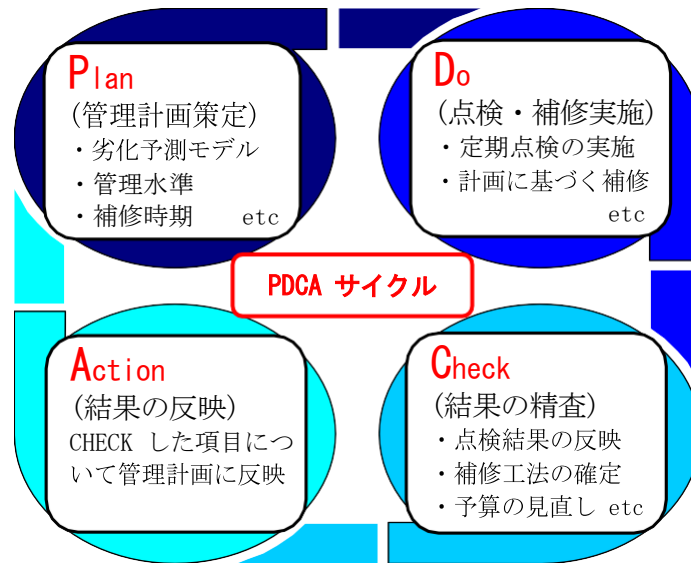 Plan
(管理計画策定)
・劣化予測モデル
・管理水準
・補修時期 etc
Do
(点検・補修実施)
・定期点検の実施
・計画に基づく補修
etc
PDCA サイクル
Action
(結果の反映)
CHECK した項目につ
いて管理計画に反映
Check
(結果の精査)
・点検結果の反映
・補修工法の確定
・予算の見直し etc